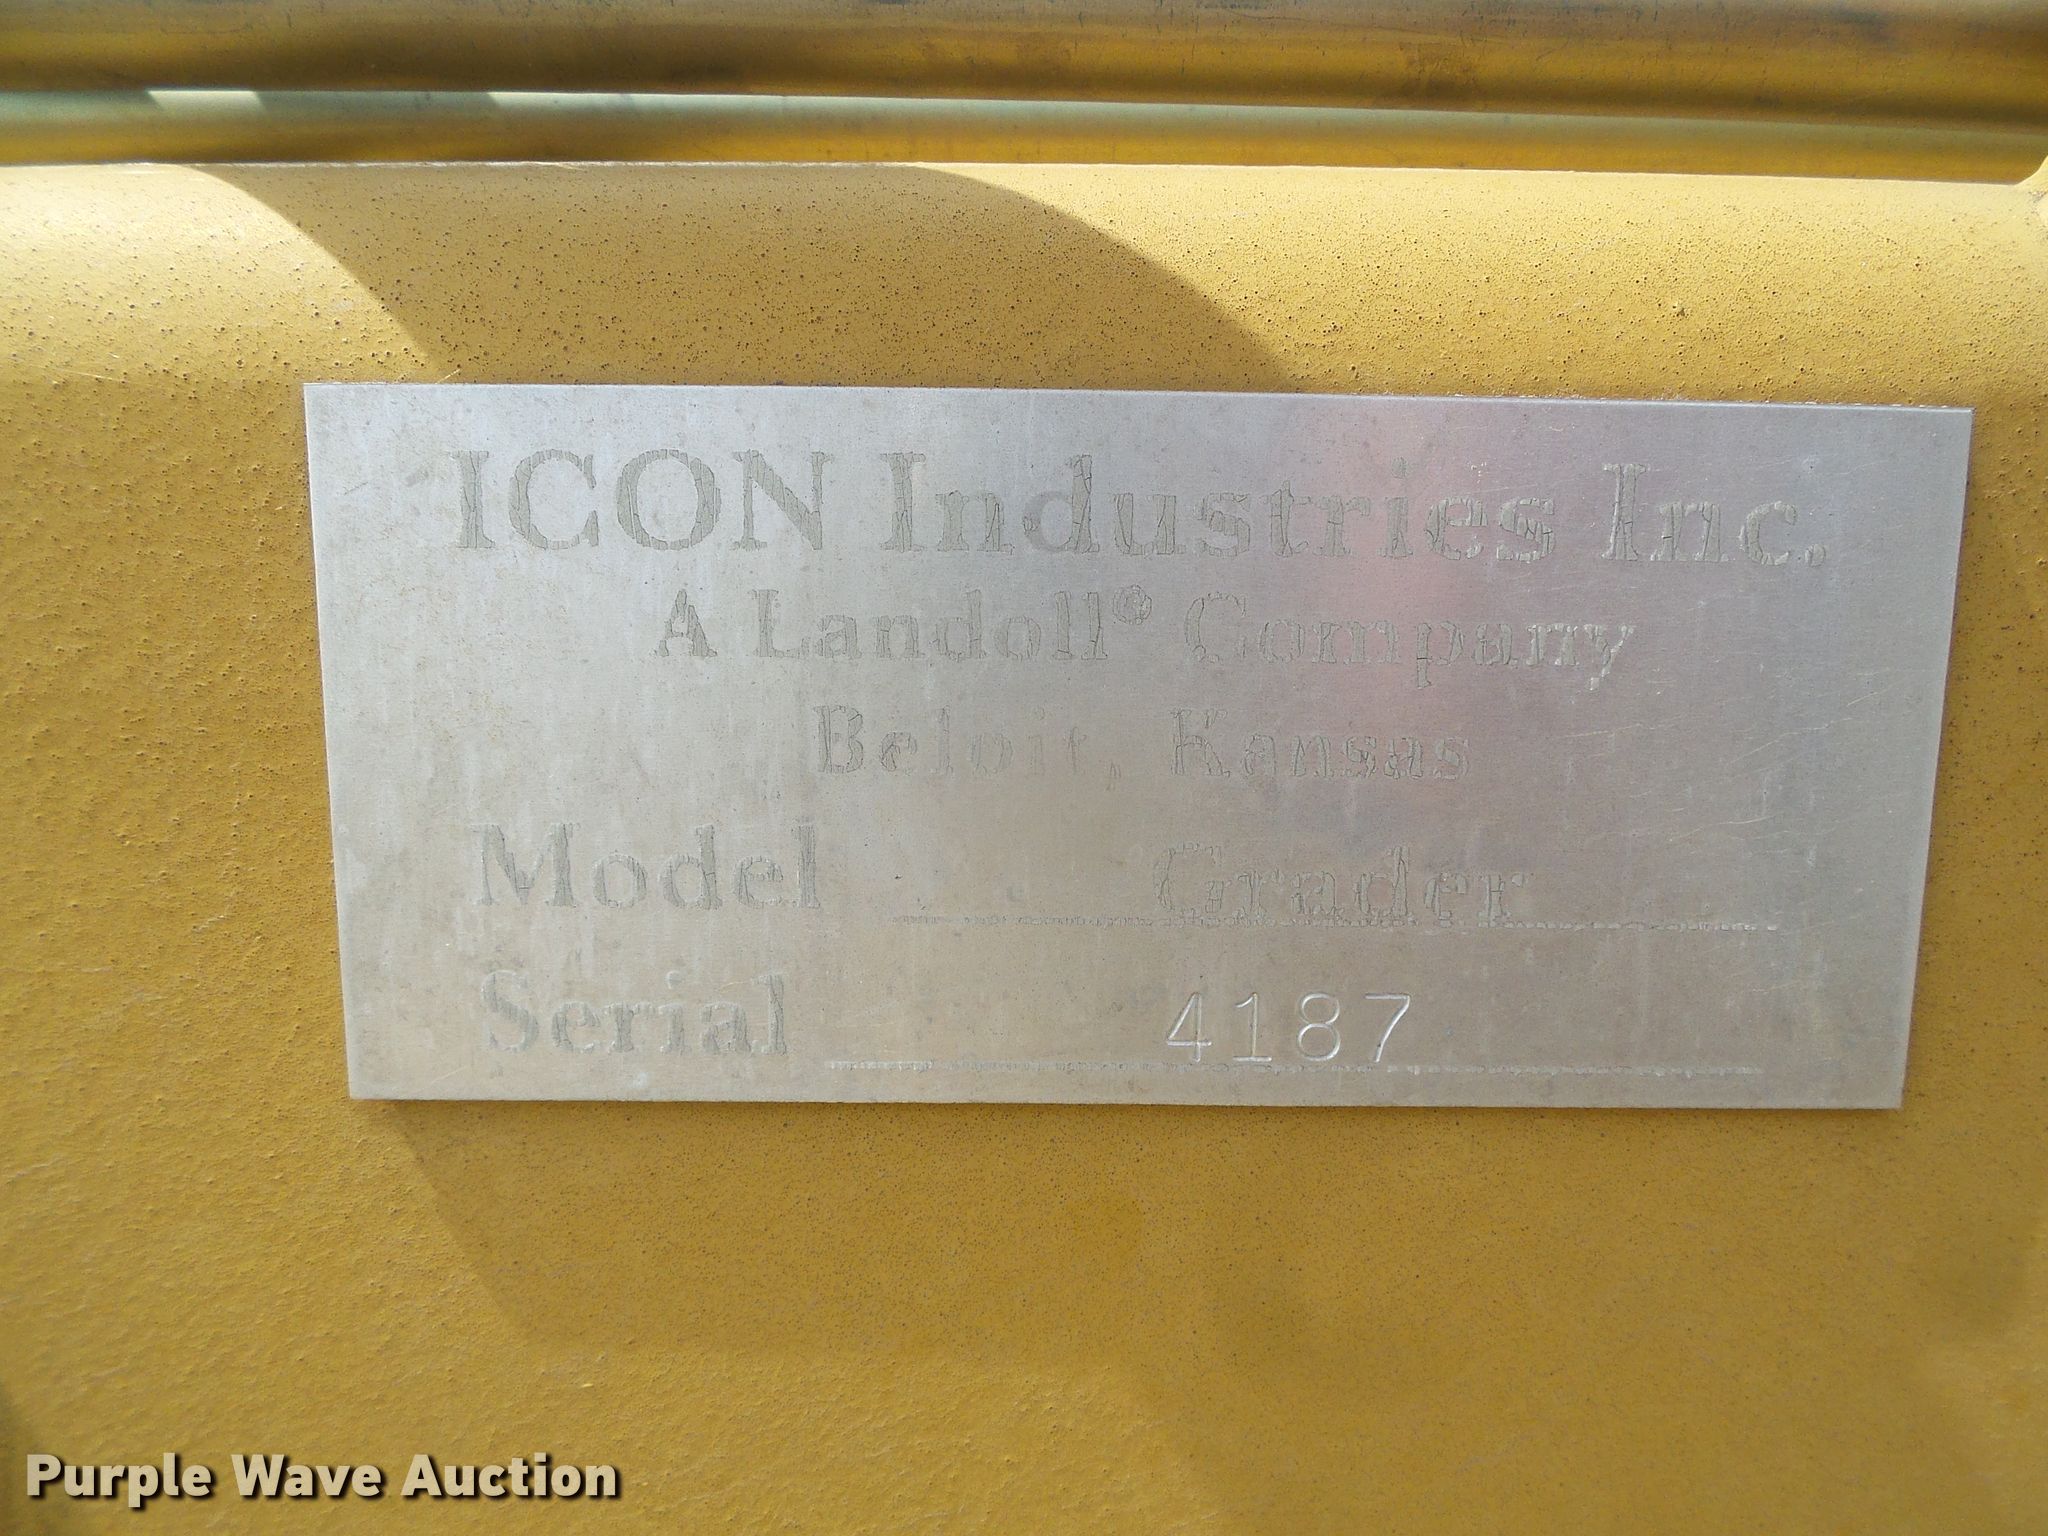 ICON Industries Inc.
A Landoll® Company
Beloit, Kansas
Model Grader
Serial 4187
Purple Wave Auction